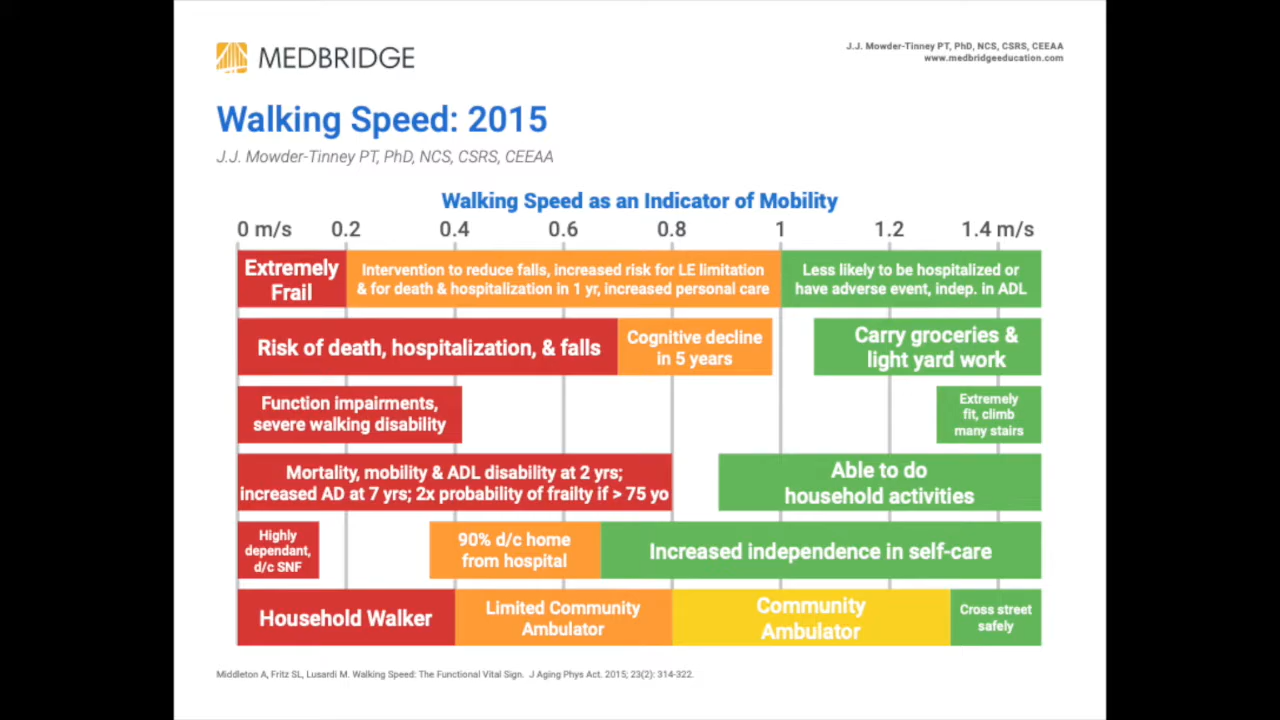 MEDBRIDGE
J.J. Mowder-Tinney PT, PhD, NCS, CSRS, CEEAA
www.medbridgeeducation.com
Walking Speed: 2015
J.J. Mowder-Tinney PT, PhD, NCS, CSRS, CEEAA
Walking Speed as an Indicator of Mobility
0 m/s 0.2 0.4 0.6 0.8 1 1.2 1.4 m/s
Extremely
Frail
Intervention to reduce falls, increased risk for LE limitation
& for death & hospitalization in 1 yr, increased personal care
Less likely to be hospitalized or
have adverse event, indep. in ADL
Risk of death, hospitalization, & falls
Cognitive decline
in 5 years
Carry groceries &
light yard work
Function impairments,
severe walking disability
Extremely
fit, climb
many stairs
Mortality, mobility & ADL disability at 2 yrs;
increased AD at 7 yrs; 2x probability of frailty if > 75 yo
Able to do
household activities
Highly
dependant,
d/c SNF
90% d/c home
from hospital
Increased independence in self-care
Household Walker
Limited Community
Ambulator
Community
Ambulator
Cross street
safely
Middleton A, Fritz SL, Lusardi M. Walking Speed: The Functional Vital Sign. J Aging Phys Act. 2015; 23(2): 314-322.